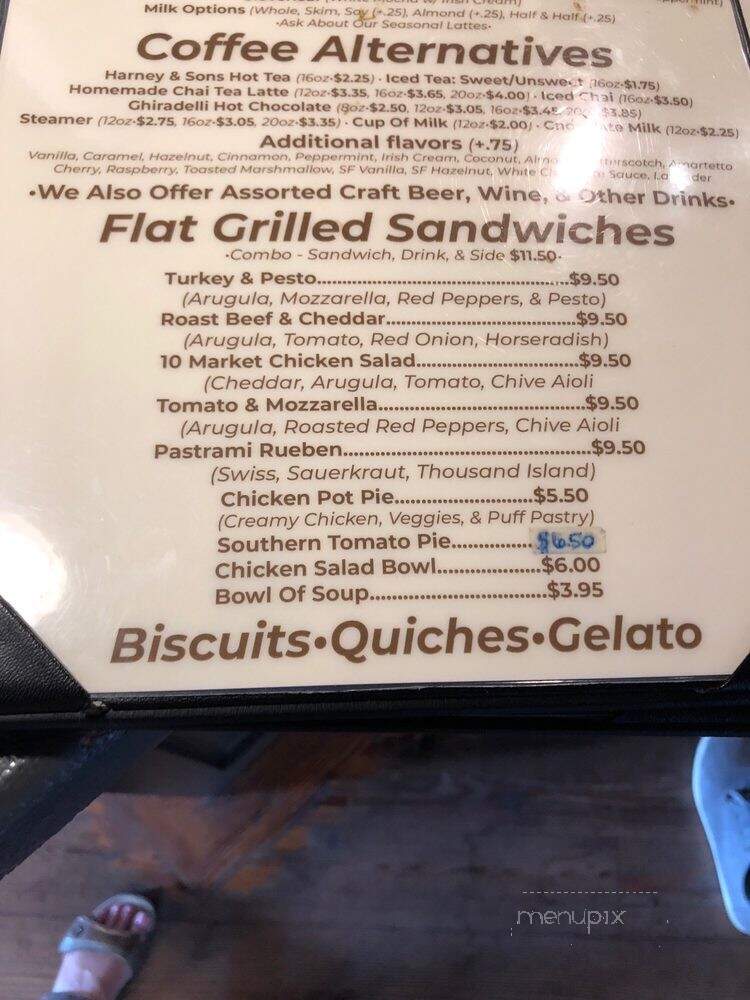 (White Mocha w/ Irish Cream)
Milk Options (Whole, Skim, Soy (+.25), Almond (+.25), Half & Half (+.25)
•Ask About Our Seasonal Lattes•
Coffee Alternatives
Harney & Sons Hot Tea (16oz•$2.25) • Iced Tea: Sweet/Unsweet (16oz•$1.75)
Homemade Chai Tea Latte (12oz•$3.35, 16oz•$3.65, 20oz•$4.00) • Iced Chai (16oz•$3.50)
Ghiradelli Hot Chocolate (8oz•$2.50, 12oz•$3.05, 16oz•$3.45, 20oz•$3.85)
Steamer (12oz•$2.75, 16oz•$3.05, 20oz•$3.35) • Cup Of Milk (12oz•$2.00) • Chocolate Milk (12oz•$2.25)
Additional flavors (+.75)
Vanilla, Caramel, Hazelnut, Cinnamon, Peppermint, Irish Cream, Coconut, Butterscotch, Amartetto
Cherry, Raspberry, Toasted Marshmallow, SF Vanilla, SF Hazelnut, White Sauce, Lavender
•We Also Offer Assorted Craft Beer, Wine, & Other Drinks•
Flat Grilled Sandwiches
•Combo - Sandwich, Drink, & Side $11.50•
Turkey & Pesto.......................................$9.50
(Arugula, Mozzarella, Red Peppers, & Pesto)
Roast Beef & Cheddar.............................$9.50
(Arugula, Tomato, Red Onion, Horseradish)
10 Market Chicken Salad.........................$9.50
(Cheddar, Arugula, Tomato, Chive Aioli
Tomato & Mozzarella................................$9.50
(Arugula, Roasted Red Peppers, Chive Aioli
Pastrami Rueben......................................$9.50
(Swiss, Sauerkraut, Thousand Island)
Chicken Pot Pie.....................$5.50
(Creamy Chicken, Veggies, & Puff Pastry)
Southern Tomato Pie............$6.50
Chicken Salad Bowl................$6.00
Bowl Of Soup...........................$3.95
Biscuits•Quiches•Gelato
menupix